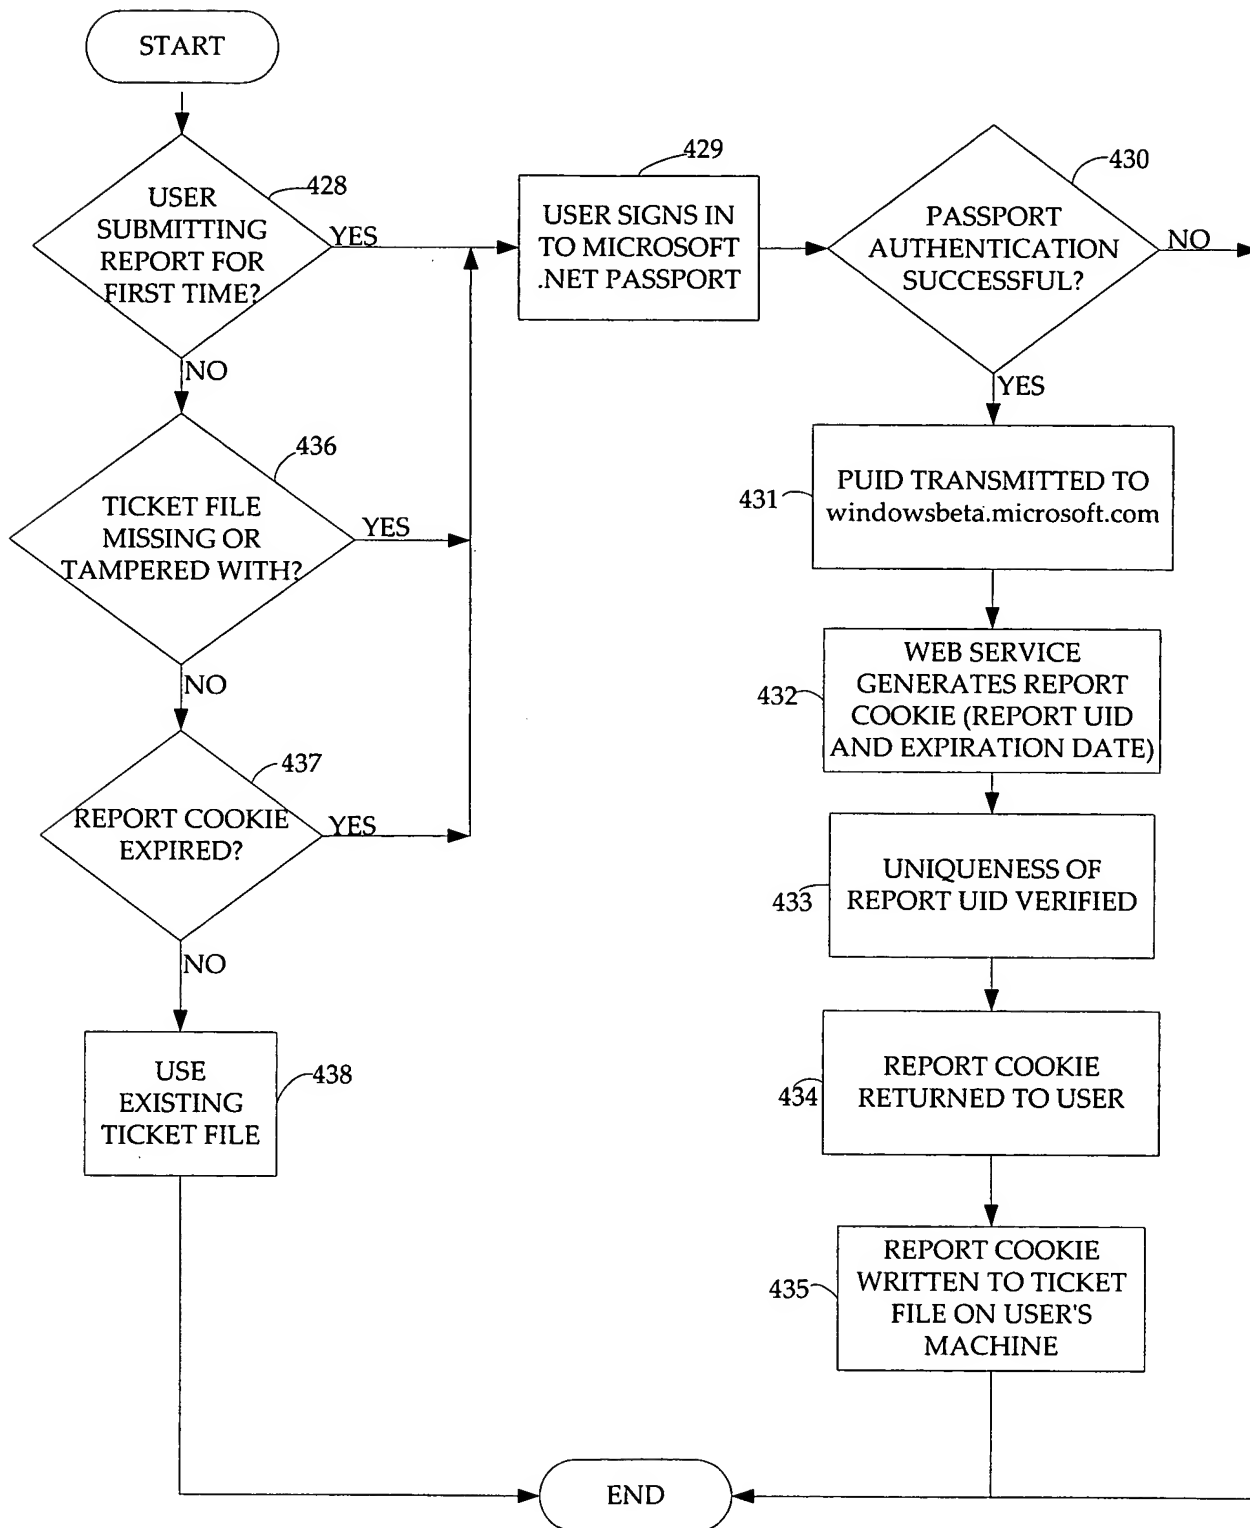 START
428
USER
SUBMITTING
REPORT FOR
FIRST TIME?
YES
NO
429
USER SIGNS IN
TO MICROSOFT
.NET PASSPORT
430
PASSPORT
AUTHENTICATION
SUCCESSFUL?
NO
YES
436
TICKET FILE
MISSING OR
TAMPERED WITH?
YES
NO
431
PUID TRANSMITTED TO
windowsbeta.microsoft.com
432
WEB SERVICE
GENERATES REPORT
COOKIE (REPORT UID
AND EXPIRATION DATE)
437
REPORT COOKIE
EXPIRED?
YES
NO
433
UNIQUENESS OF
REPORT UID VERIFIED
438
USE
EXISTING
TICKET FILE
434
REPORT COOKIE
RETURNED TO USER
435
REPORT COOKIE
WRITTEN TO TICKET
FILE ON USER'S
MACHINE
END